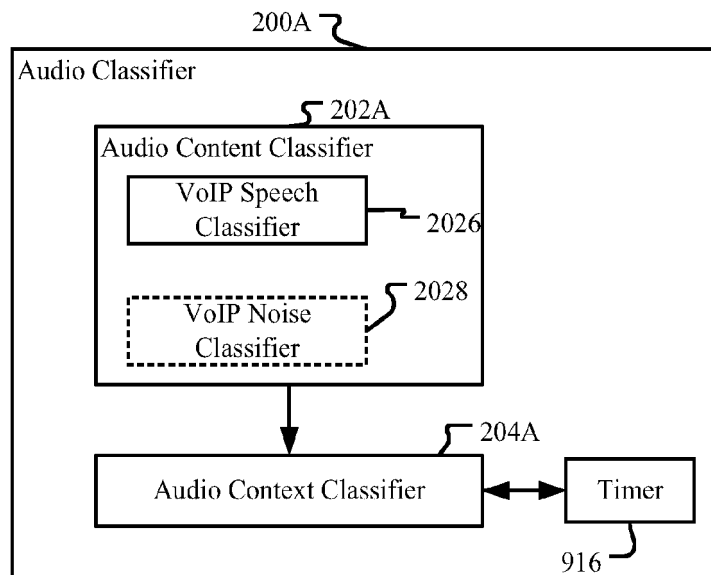 200A
Audio Classifier
202A
Audio Content Classifier
VoIP Speech
Classifier
2026
VoIP Noise
Classifier
2028
204A
Audio Context Classifier
Timer
916